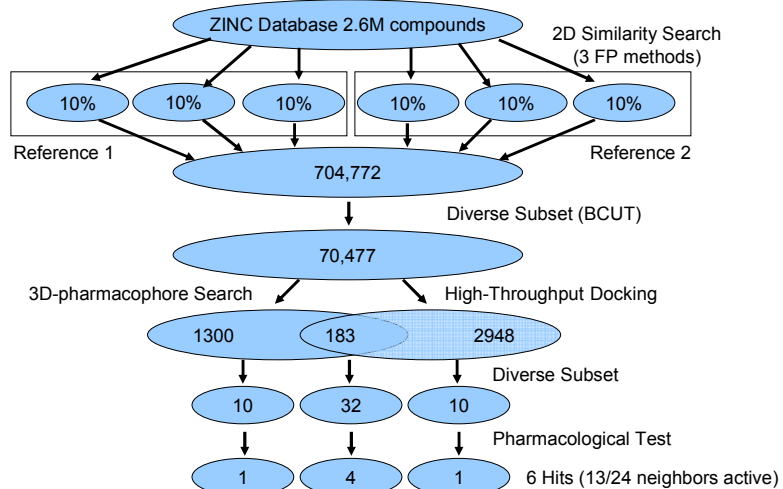 ZINC Database 2.6M compounds
2D Similarity Search
(3 FP methods)
10% 10% 10% 10% 10% 10%
Reference 1
Reference 2
704,772
Diverse Subset (BCUT)
70,477
3D-pharmacophore Search
High-Throughput Docking
1300 183 2948
Diverse Subset
10 32 10
Pharmacological Test
1 4 1
6 Hits (13/24 neighbors active)